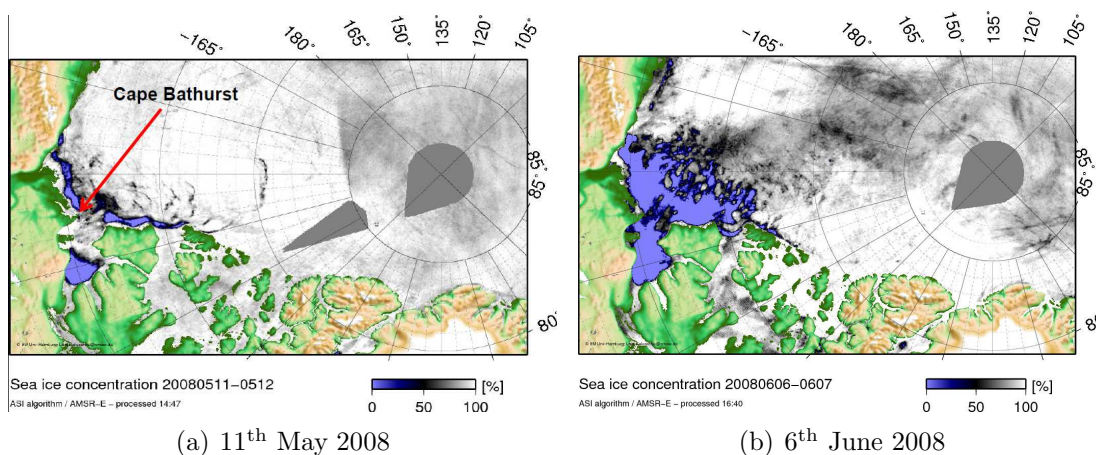 −165° 180° 165° 150° 135° 120° 105°
Cape Bathurst
85°
85°
80°
Sea ice concentration 20080511−0512
ASI algorithm / AMSR−E − processed 14:47
[%]
0 50 100
(a) 11th May 2008
−165° 180° 165° 150° 135° 120° 105°
85°
85°
80°
Sea ice concentration 20080606−0607
ASI algorithm / AMSR−E − processed 16:40
[%]
0 50 100
(b) 6th June 2008